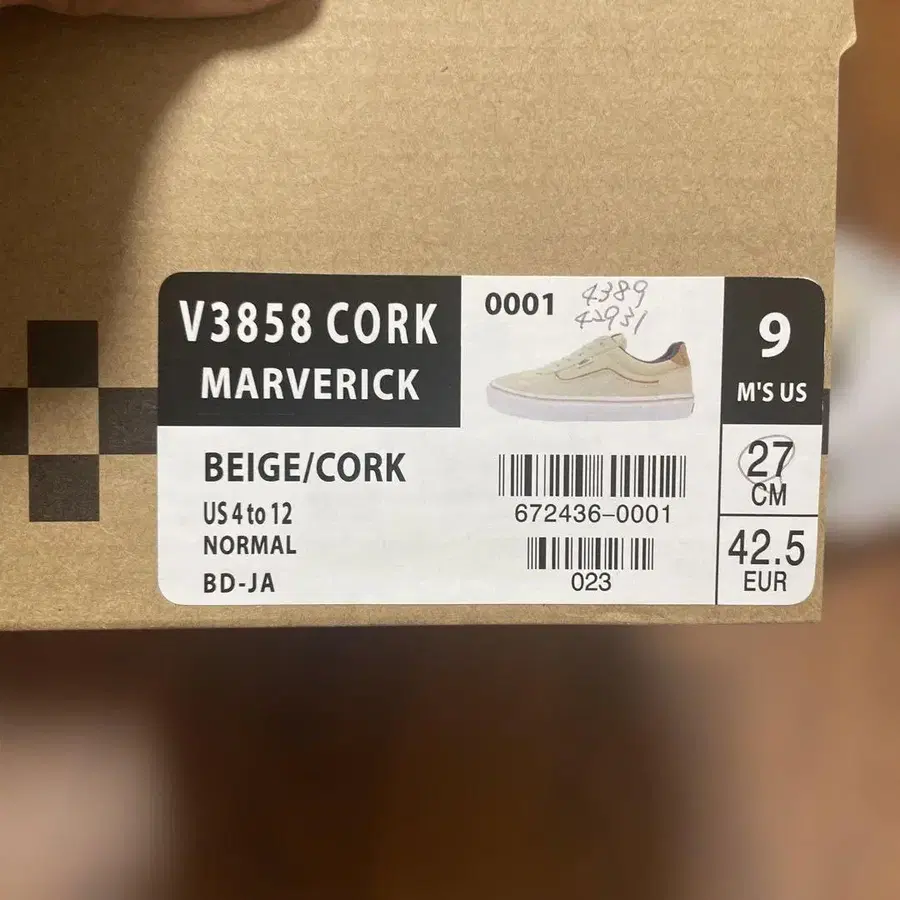 V3858 CORK
MARVERICK
0001
4389
42931
9
M'S US
BEIGE/CORK
US 4 to 12
NORMAL
BD-JA
672436-0001
023
27
CM
42.5
EUR